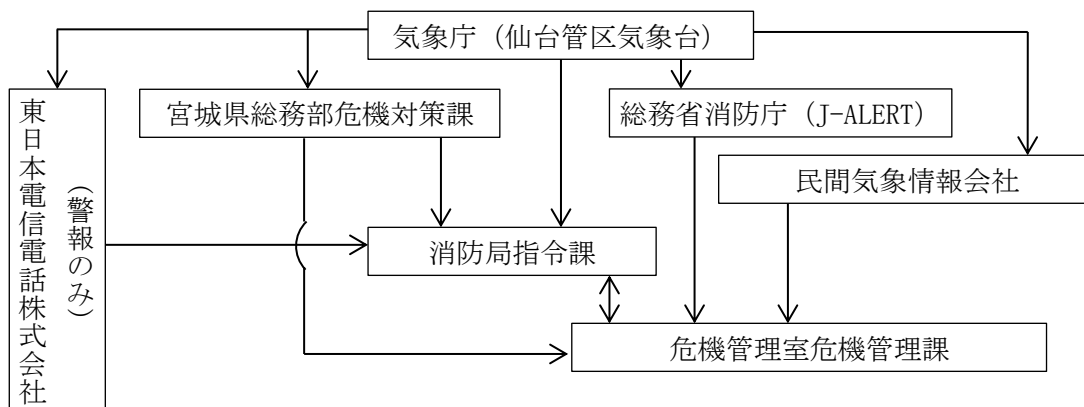 気象庁（仙台管区気象台）
宮城県総務部危機対策課
総務省消防庁（J-ALERT）
民間気象情報会社
東日本電信電話株式会社
（警報のみ）
消防局指令課
危機管理室危機管理課